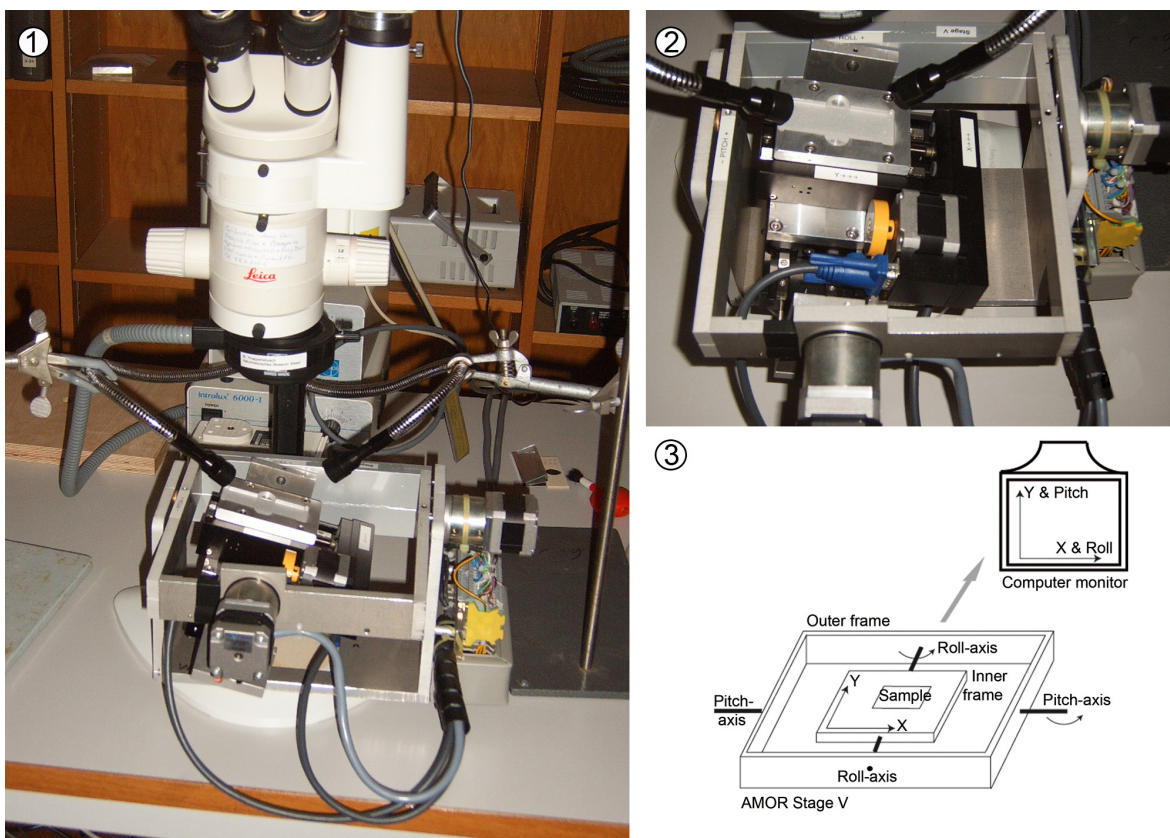 1
Leica
Intralux 6000-1
POWER
2
ROLL +
Stage V
- PITCH +
X→++
Y→++
3
Y & Pitch
X & Roll
Computer monitor
Outer frame
Roll-axis
Inner
frame
Y
Sample
X
Pitch-
axis
Pitch-axis
Roll-axis
AMOR Stage V